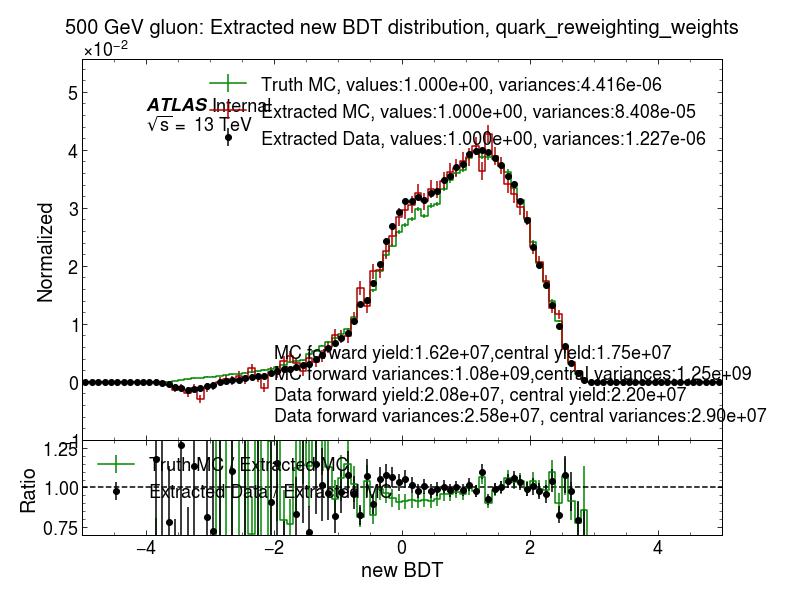 500 GeV gluon: Extracted new BDT distribution, quark_reweighting_weights
×10⁻²
Truth MC, values:1.000e+00, variances:4.416e-06
ATLAS Internal
Extracted MC, values:1.000e+00, variances:8.408e-05
√s = 13 TeV
Extracted Data, values:1.000e+00, variances:1.227e-06
5
4
3
2
1
0
1
Normalized
MC forward yield:1.62e+07,central yield:1.75e+07
MC forward variances:1.08e+09,central variances:1.25e+09
Data forward yield:2.08e+07, central yield:2.20e+07
Data forward variances:2.58e+07, central variances:2.90e+07
1.25
1.00
0.75
Ratio
Truth MC / Extracted MC
Extracted Data / Extracted MC
−4 −2 0 2 4
new BDT